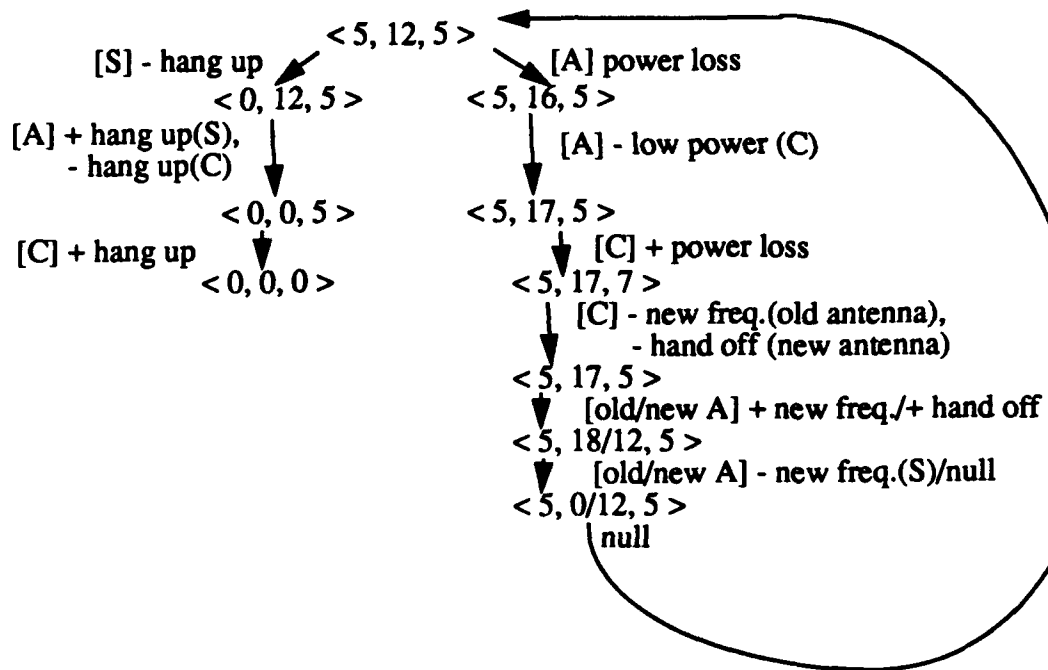 < 5, 12, 5 >
[S] - hang up
[A] power loss
< 0, 12, 5 >
< 5, 16, 5 >
[A] + hang up(S),
- hang up(C)
[A] - low power (C)
< 0, 0, 5 >
< 5, 17, 5 >
[C] + hang up
[C] + power loss
< 0, 0, 0 >
< 5, 17, 7 >
[C] - new freq.(old antenna),
- hand off (new antenna)
< 5, 17, 5 >
[old/new A] + new freq./+ hand off
< 5, 18/12, 5 >
[old/new A] - new freq.(S)/null
< 5, 0/12, 5 >
null